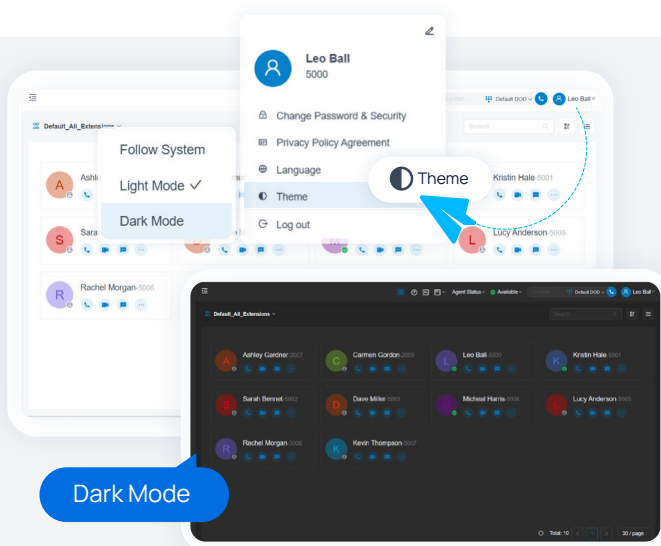 Leo Ball
5000
Change Password & Security
Privacy Policy Agreement
Language
Theme
Log out
Theme
Default DOD
Leo Ball
Default_All_Extensions
Search
Follow System
Light Mode
Dark Mode
A
Kristin Hale-5001
S
Lucy Anderson-5005
L
R
Rachel Morgan-5006
Agent Status
Available
Default DOD
Leo Ball
Default_All_Extensions
Search
A
Ashley Gardner-2007
C
Carmen Gordon-2005
L
Leo Ball-5000
K
Kristin Hale-5001
S
Sarah Bennet-5002
D
Dave Miller-5003
Micheal Harris-5004
L
Lucy Anderson-5005
R
Rachel Morgan-5006
K
Kevin Thompson-5007
Total: 10
1
30 / page
Dark Mode